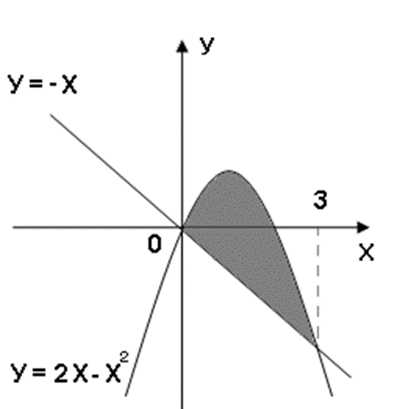 Y
Y = - X
3
0
X
Y = 2X - X²